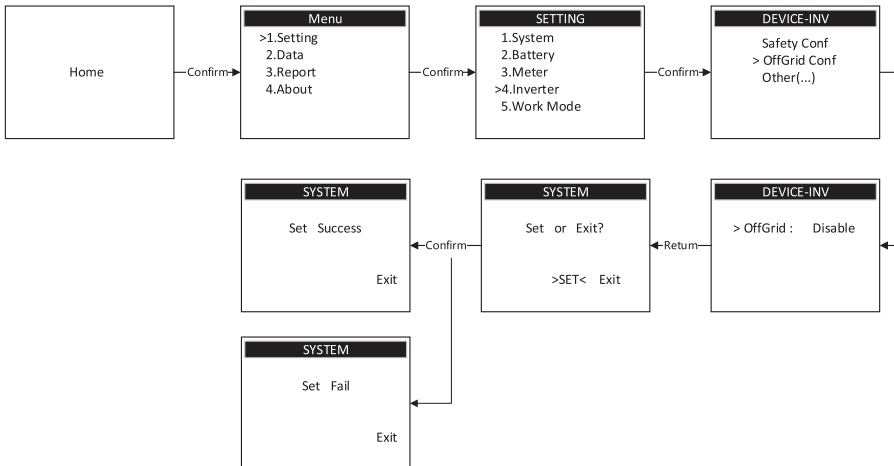 Home
Confirm
Menu
>1.Setting
2.Data
3.Report
4.About
Confirm
SETTING
1.System
2.Battery
3.Meter
>4.Inverter
5.Work Mode
Confirm
DEVICE-INV
Safety Conf
> OffGrid Conf
Other(...)
DEVICE-INV
> OffGrid : Disable
Return
SYSTEM
Set or Exit?
>SET< Exit
Confirm
SYSTEM
Set Success
Exit
SYSTEM
Set Fail
Exit